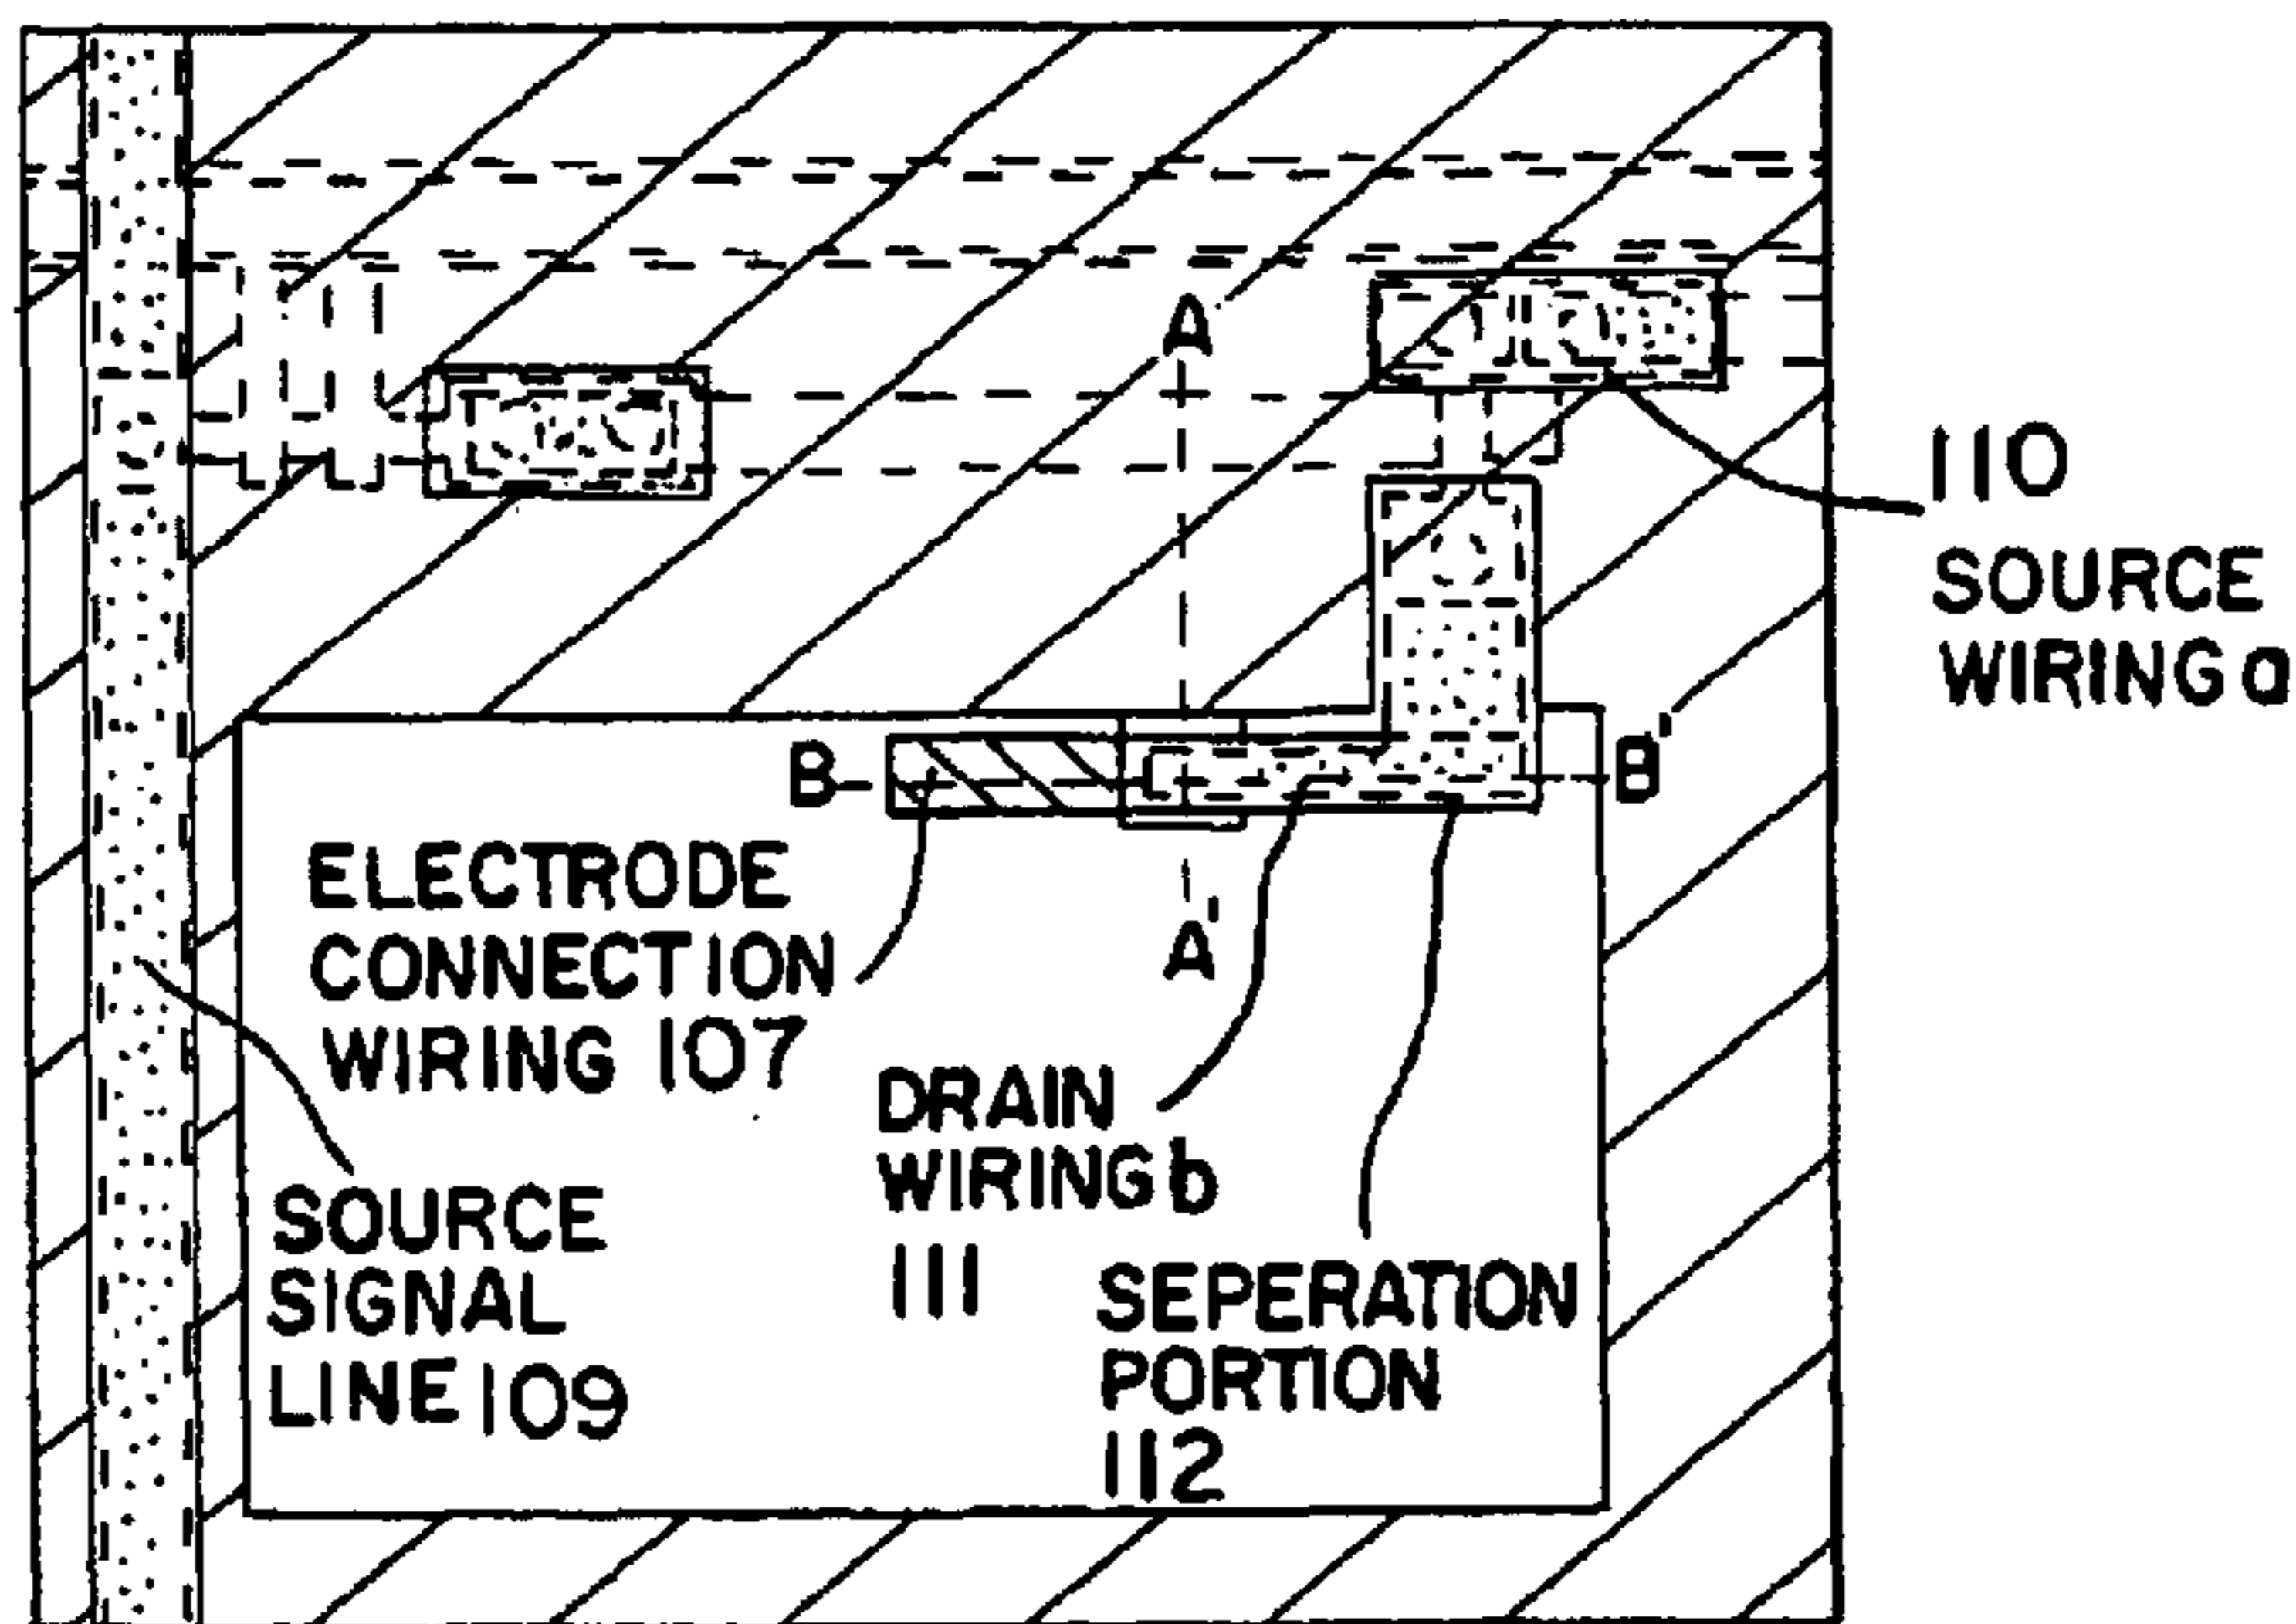 A
110
SOURCE
WIRING a
B
B'
A'
ELECTRODE
CONNECTION
WIRING 107
DRAIN
WIRING b
111
SOURCE
SIGNAL
LINE 109
SEPERATION
PORTION
112